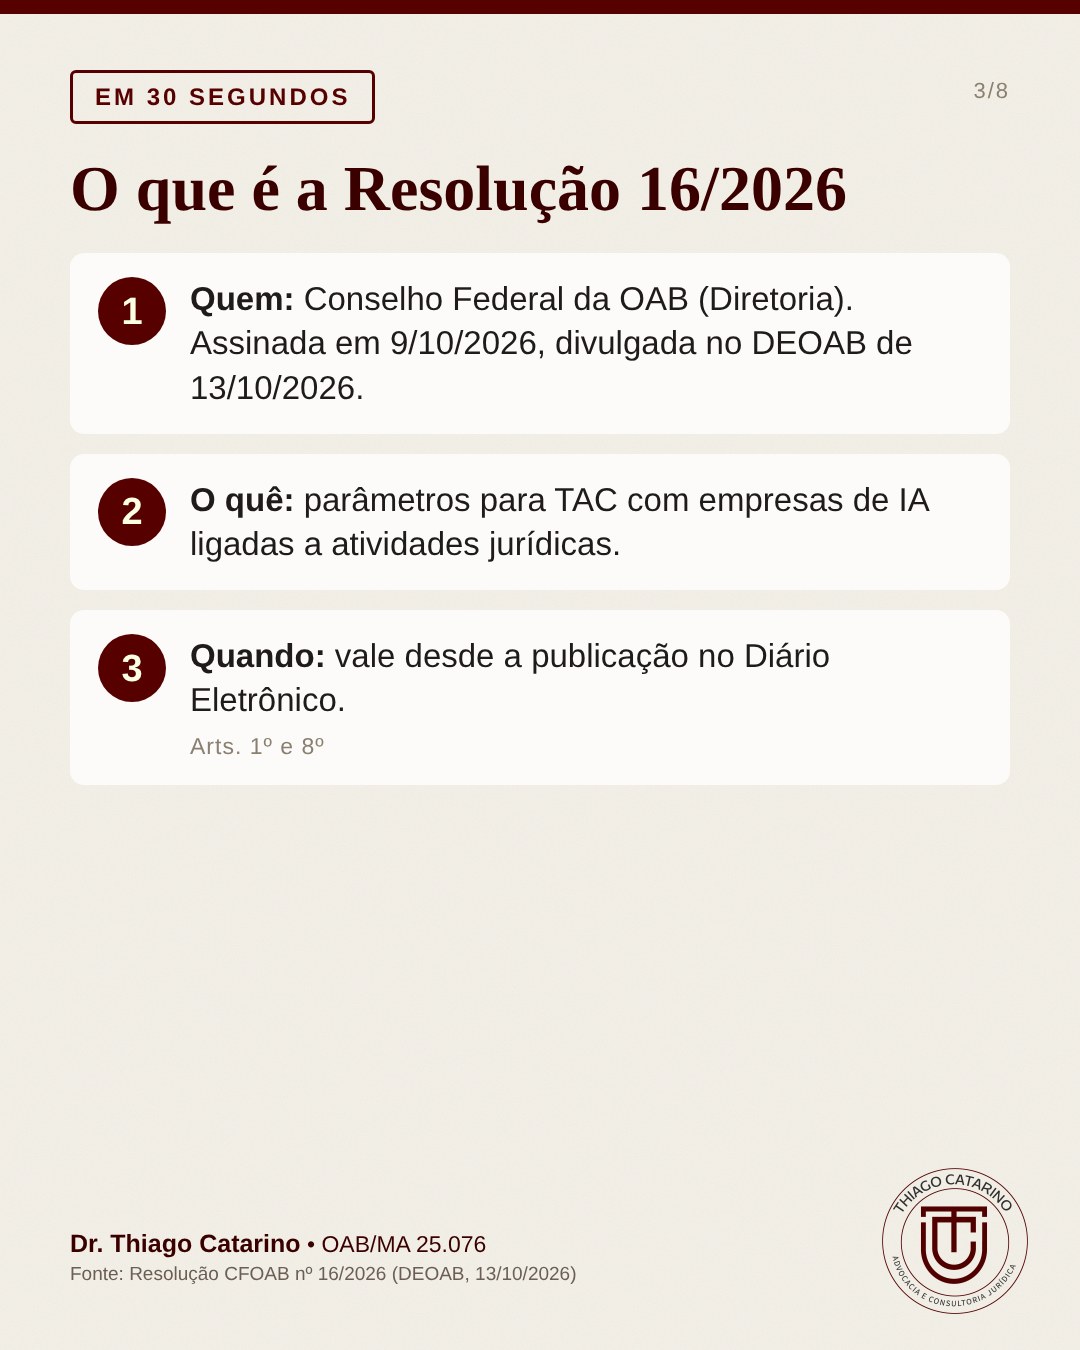 EM 30 SEGUNDOS
3/8
O que é a Resolução 16/2026
1
Quem: Conselho Federal da OAB (Diretoria).
Assinada em 9/10/2026, divulgada no DEOAB de
13/10/2026.
2
O quê: parâmetros para TAC com empresas de IA
ligadas a atividades jurídicas.
3
Quando: vale desde a publicação no Diário
Eletrônico.
Arts. 1º e 8º
THIAGO CATARINO
ADVOCACIA E CONSULTORIA JURÍDICA
Dr. Thiago Catarino • OAB/MA 25.076
Fonte: Resolução CFOAB nº 16/2026 (DEOAB, 13/10/2026)